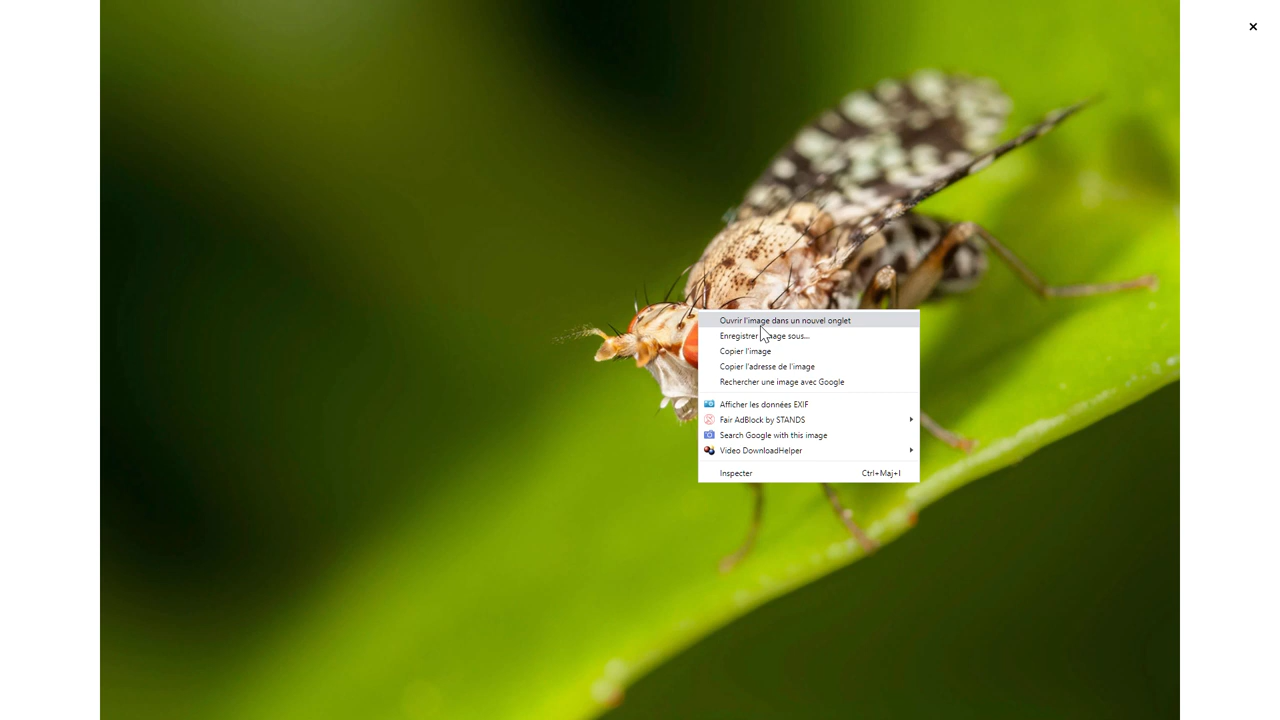 Ouvrir l'image dans un nouvel onglet
Enregistrer sous...
Copier l'image
Copier l'adresse de l'image
Rechercher une image avec Google
Afficher les données EXIF
Fair AdBlock by STANDS
Search Google with this image
Video DownloadHelper
Inspecter Ctrl+Maj+I